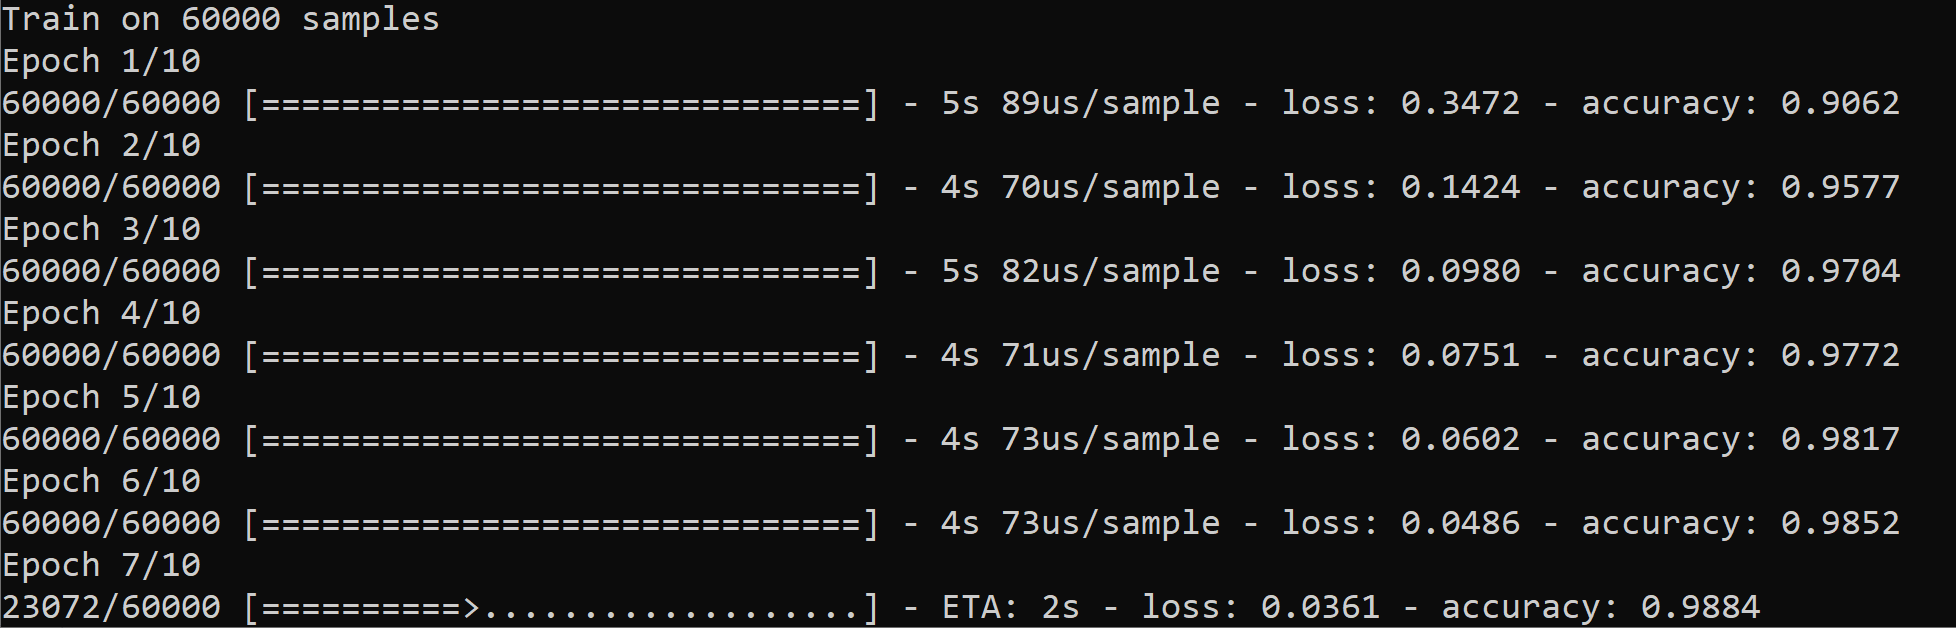 Train on 60000 samples
Epoch 1/10
60000/60000 [==============================] - 5s 89us/sample - loss: 0.3472 - accuracy: 0.9062
Epoch 2/10
60000/60000 [==============================] - 4s 70us/sample - loss: 0.1424 - accuracy: 0.9577
Epoch 3/10
60000/60000 [==============================] - 5s 82us/sample - loss: 0.0980 - accuracy: 0.9704
Epoch 4/10
60000/60000 [==============================] - 4s 71us/sample - loss: 0.0751 - accuracy: 0.9772
Epoch 5/10
60000/60000 [==============================] - 4s 73us/sample - loss: 0.0602 - accuracy: 0.9817
Epoch 6/10
60000/60000 [==============================] - 4s 73us/sample - loss: 0.0486 - accuracy: 0.9852
Epoch 7/10
23072/60000 [==========>...................] - ETA: 2s - loss: 0.0361 - accuracy: 0.9884